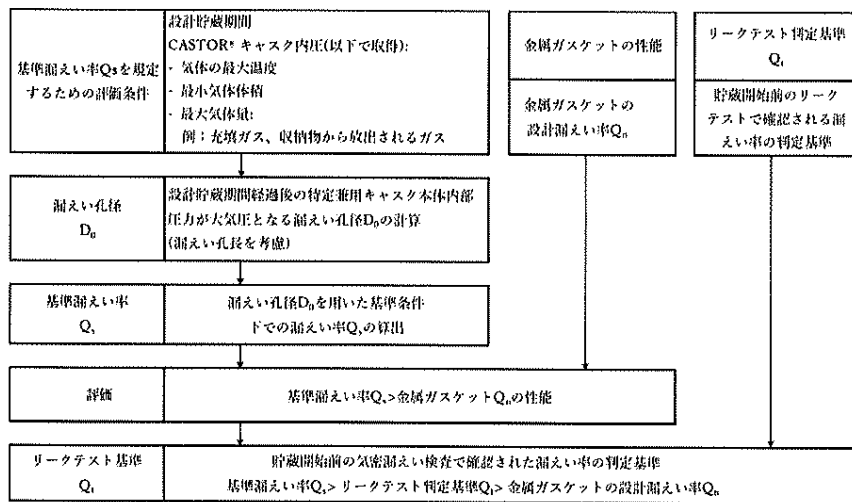 基準漏えい率Qsを規定
するための評価条件
設計貯蔵期間
CASTOR® キャスク内圧(以下で取得):
- 気体の最大温度
- 最小気体体積
- 最大気体量:
例；充填ガス、収納物から放出されるガス
金属ガスケットの性能
金属ガスケットの
設計漏えい率Qn
リークテスト判定基準
Qt
貯蔵開始前のリーク
テストで確認される漏
えい率の判定基準
漏えい孔径
D0
設計貯蔵期間経過後の特定兼用キャスク本体内部
圧力が大気圧となる漏えい孔径D0の計算
(漏えい孔長を考慮)
基準漏えい率
Qs
漏えい孔径D0を用いた基準条件
下での漏えい率Qsの算出
評価
基準漏えい率Qs>金属ガスケットQnの性能
リークテスト基準
Qt
貯蔵開始前の気密漏えい検査で確認された漏えい率の判定基準
基準漏えい率Qs> リークテスト判定基準Qt> 金属ガスケットの設計漏えい率Qn